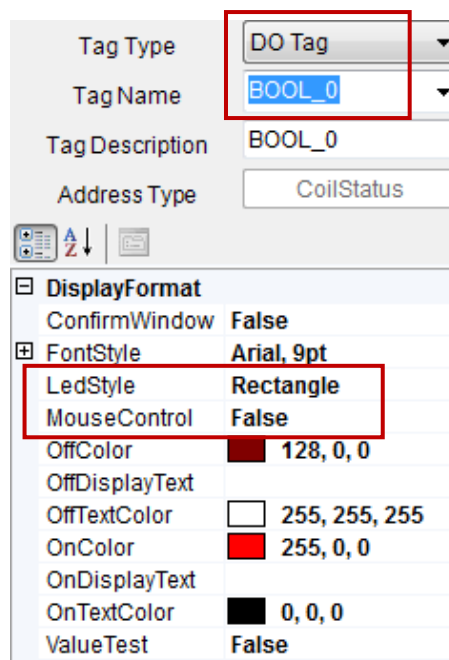 Tag Type DO Tag
Tag Name BOOL_0
Tag Description BOOL_0
Address Type CoilStatus
A
Z
DisplayFormat
ConfirmWindow False
FontStyle Arial, 9pt
LedStyle Rectangle
MouseControl False
OffColor 128, 0, 0
OffDisplayText
OffTextColor 255, 255, 255
OnColor 255, 0, 0
OnDisplayText
OnTextColor 0, 0, 0
ValueTest False